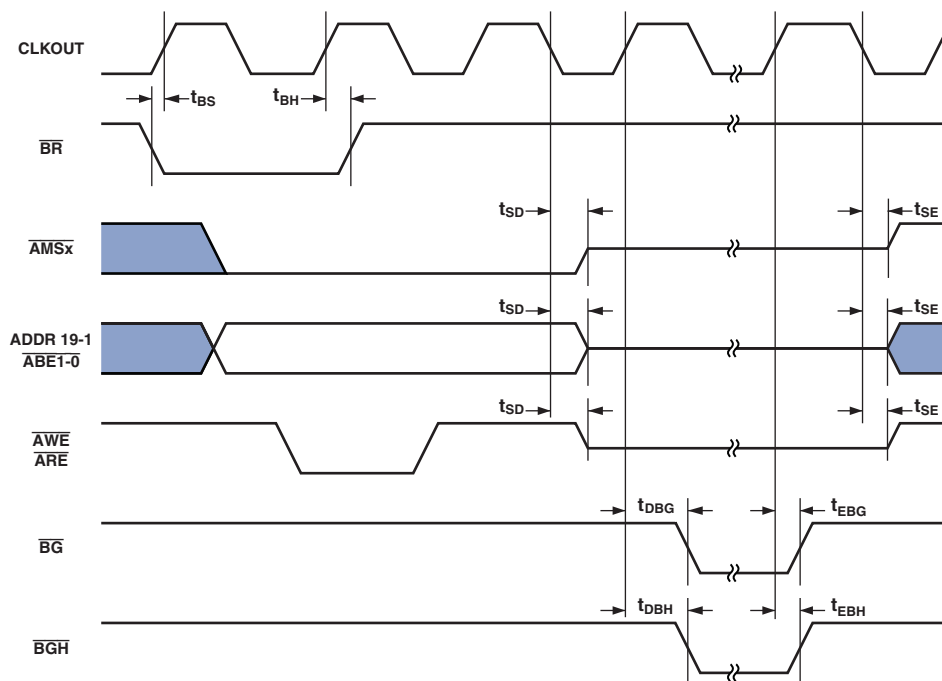 CLKOUT
tBS
tBH
BR
tSD
tSE
AMSx
tSD
tSE
ADDR 19-1
ABE1-0
tSD
tSE
AWE
ARE
tDBG
tEBG
BG
tDBH
tEBH
BGH